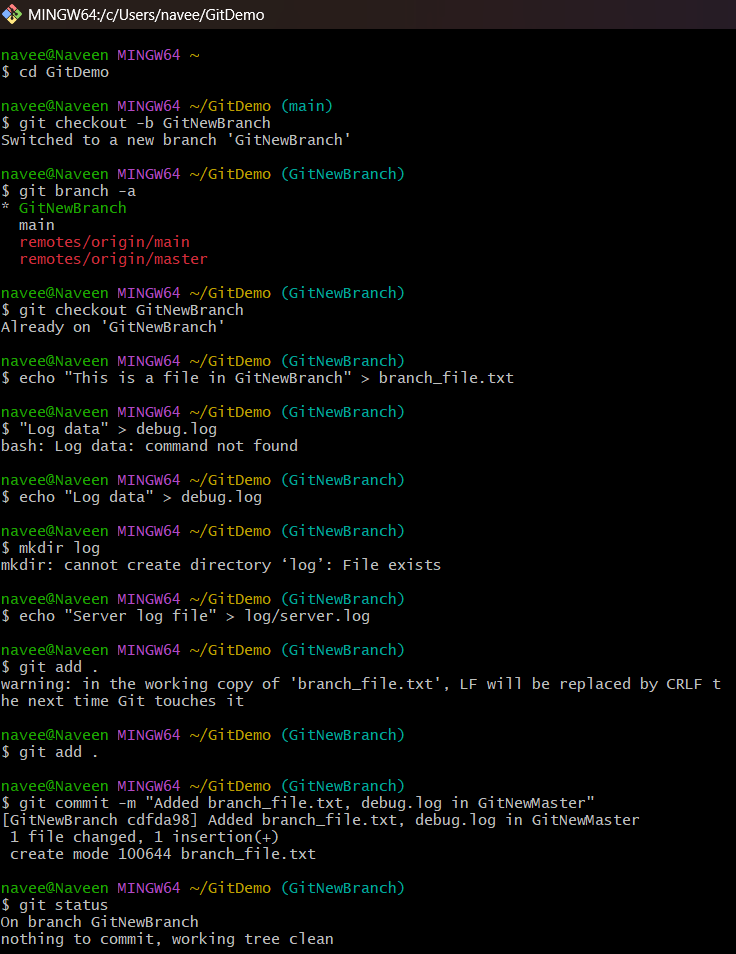 MINGW64:/c/Users/navee/GitDemo
navee@Naveen MINGW64 ~
$ cd GitDemo
navee@Naveen MINGW64 ~/GitDemo (main)
$ git checkout -b GitNewBranch
Switched to a new branch 'GitNewBranch'
navee@Naveen MINGW64 ~/GitDemo (GitNewBranch)
$ git branch -a
* GitNewBranch
main
remotes/origin/main
remotes/origin/master
navee@Naveen MINGW64 ~/GitDemo (GitNewBranch)
$ git checkout GitNewBranch
Already on 'GitNewBranch'
navee@Naveen MINGW64 ~/GitDemo (GitNewBranch)
$ echo "This is a file in GitNewBranch" > branch_file.txt
navee@Naveen MINGW64 ~/GitDemo (GitNewBranch)
$ "Log data" > debug.log
bash: Log data: command not found
navee@Naveen MINGW64 ~/GitDemo (GitNewBranch)
$ echo "Log data" > debug.log
navee@Naveen MINGW64 ~/GitDemo (GitNewBranch)
$ mkdir log
mkdir: cannot create directory ‘log’: File exists
navee@Naveen MINGW64 ~/GitDemo (GitNewBranch)
$ echo "Server log file" > log/server.log
navee@Naveen MINGW64 ~/GitDemo (GitNewBranch)
$ git add .
warning: in the working copy of 'branch_file.txt', LF will be replaced by CRLF t
he next time Git touches it
navee@Naveen MINGW64 ~/GitDemo (GitNewBranch)
$ git add .
navee@Naveen MINGW64 ~/GitDemo (GitNewBranch)
$ git commit -m "Added branch_file.txt, debug.log in GitNewMaster"
[GitNewBranch cdfda98] Added branch_file.txt, debug.log in GitNewMaster
1 file changed, 1 insertion(+)
create mode 100644 branch_file.txt
navee@Naveen MINGW64 ~/GitDemo (GitNewBranch)
$ git status
On branch GitNewBranch
nothing to commit, working tree clean